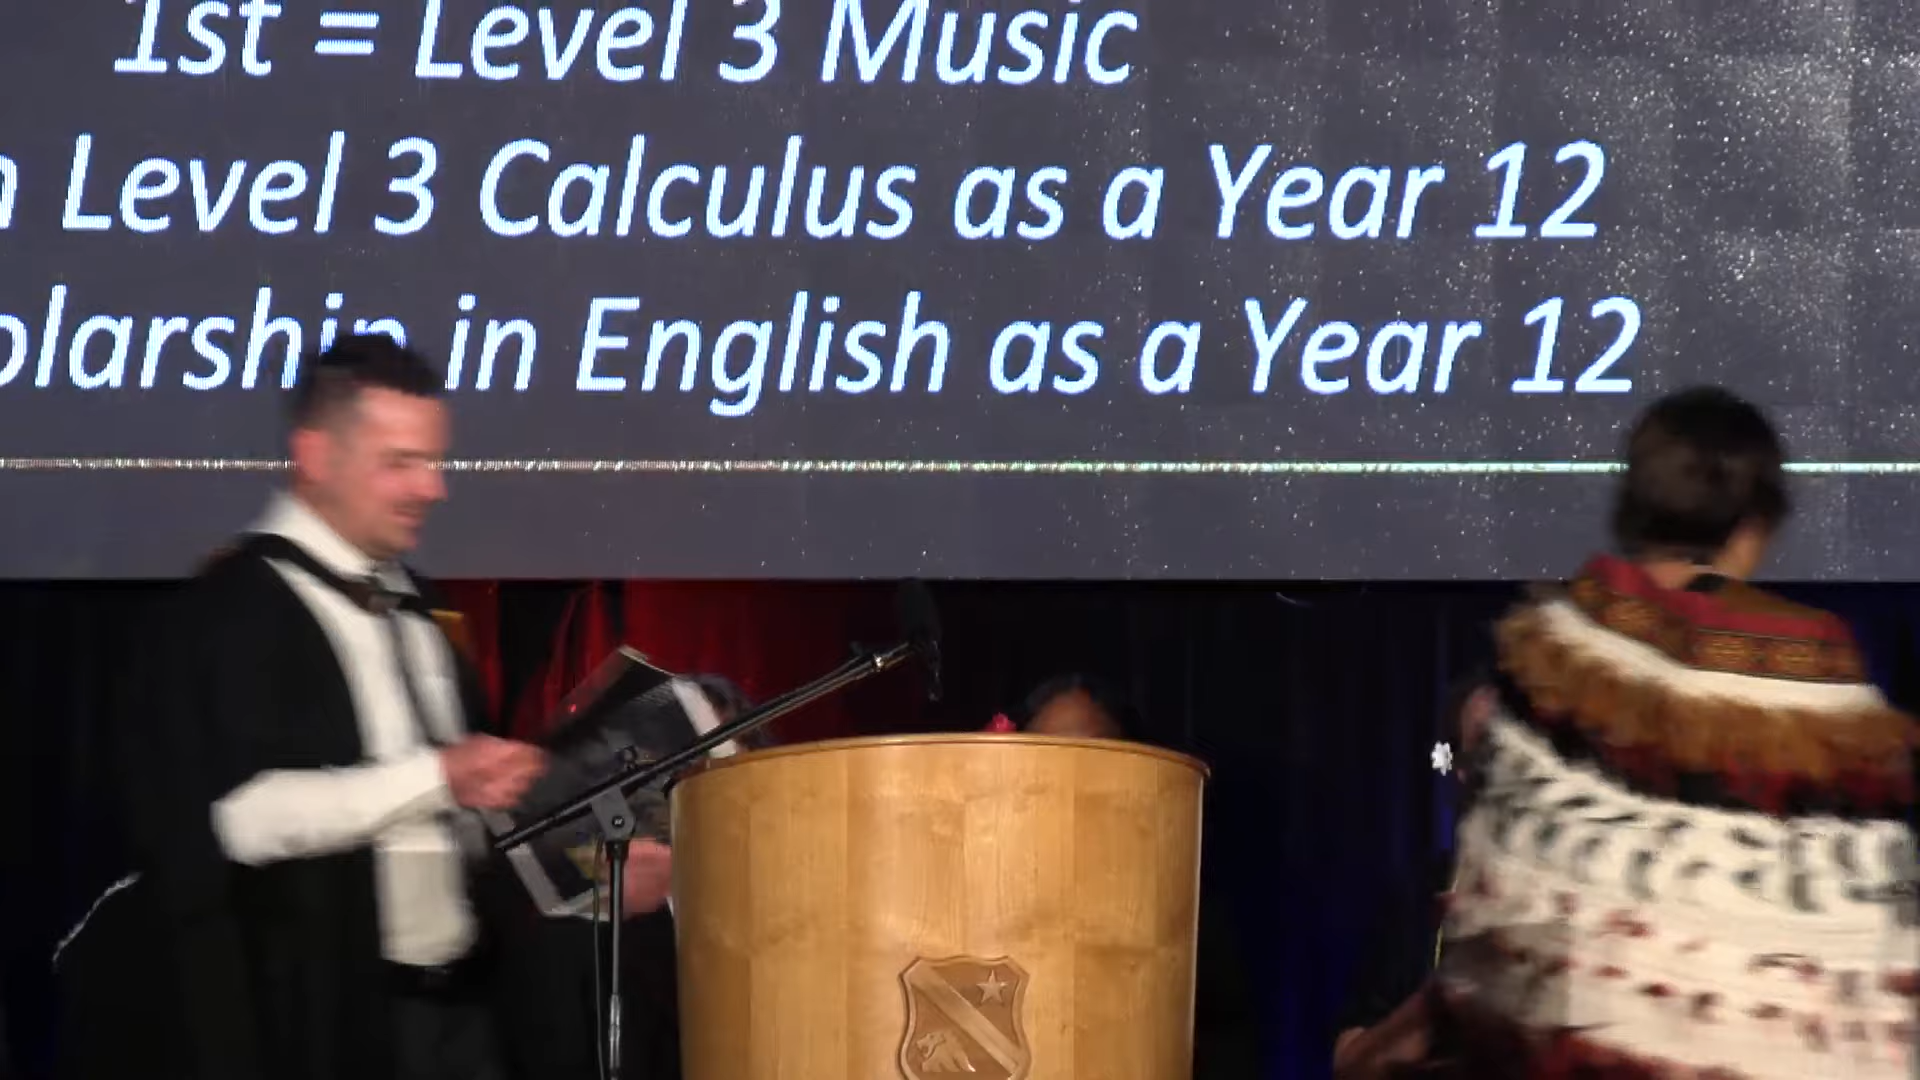 1st = Level 3 Music
Level 3 Calculus as a Year 12
in English as a Year 12